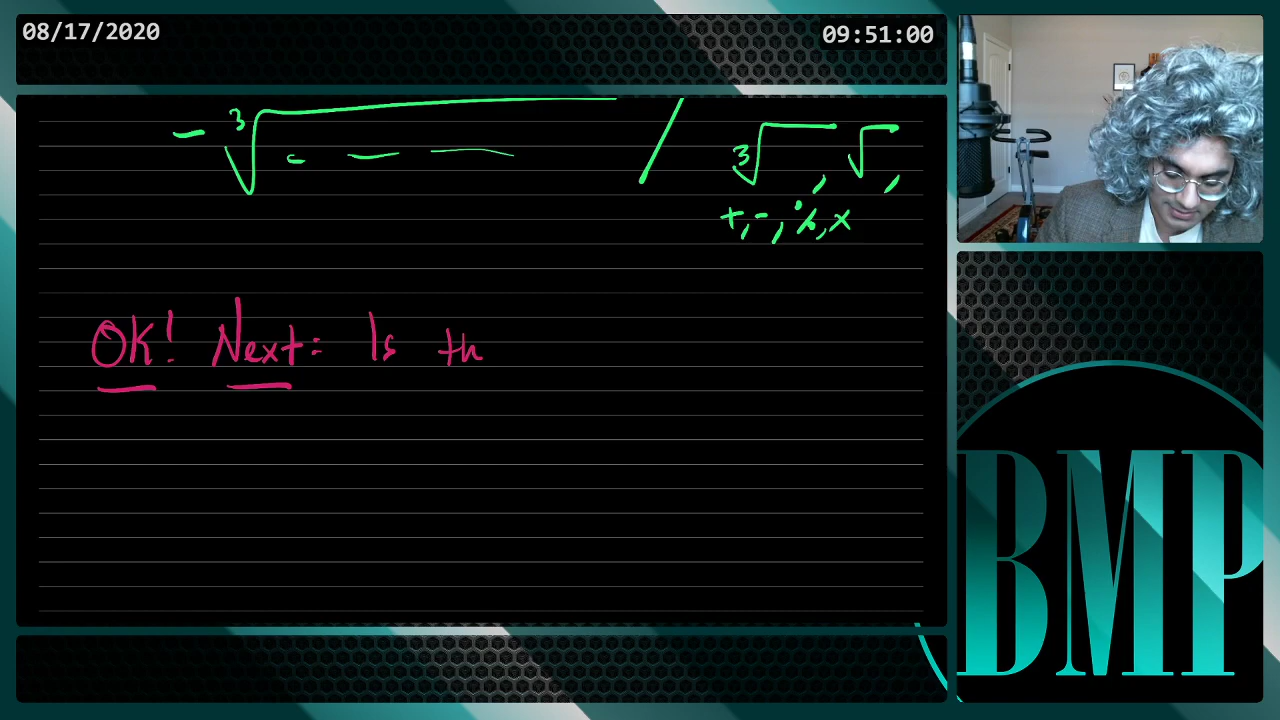 08/17/2020 09:51:00
- ∛ - — — / ∛ , √ ,
+, -, %, x
OK! Next: Is th
BMP